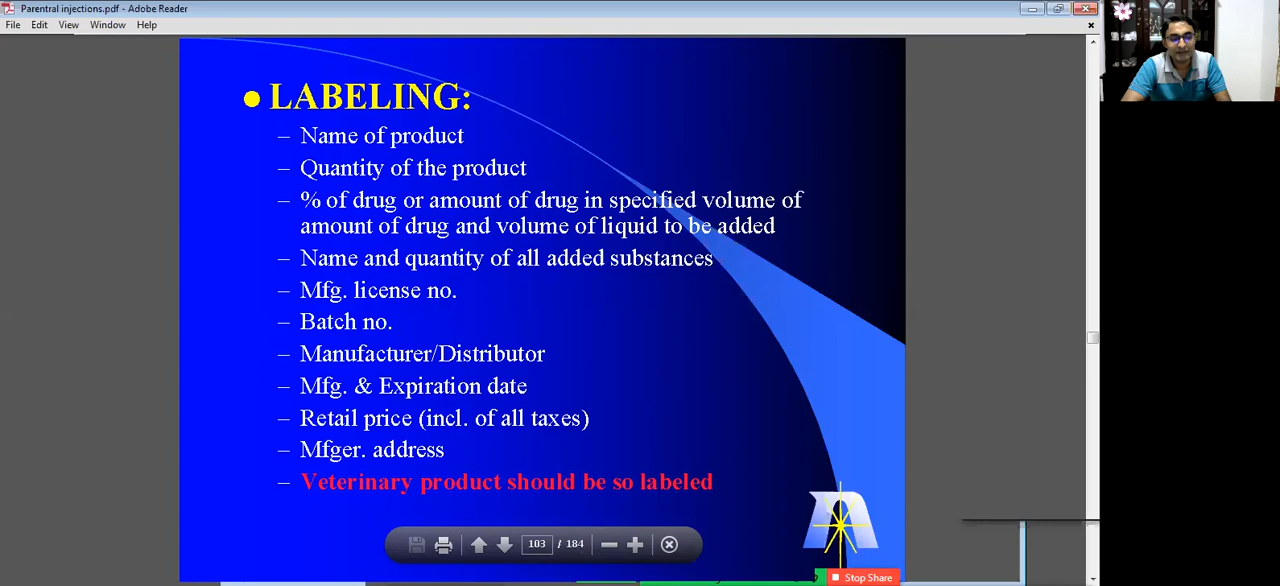 Parentral injections.pdf - Adobe Reader
File Edit View Window Help
LABELING:
– Name of product
– Quantity of the product
– % of drug or amount of drug in specified volume of
amount of drug and volume of liquid to be added
– Name and quantity of all added substances
– Mfg. license no.
– Batch no.
– Manufacturer/Distributor
– Mfg. & Expiration date
– Retail price (incl. of all taxes)
– Mfger. address
– Veterinary product should be so labeled
103 / 184
Stop Share